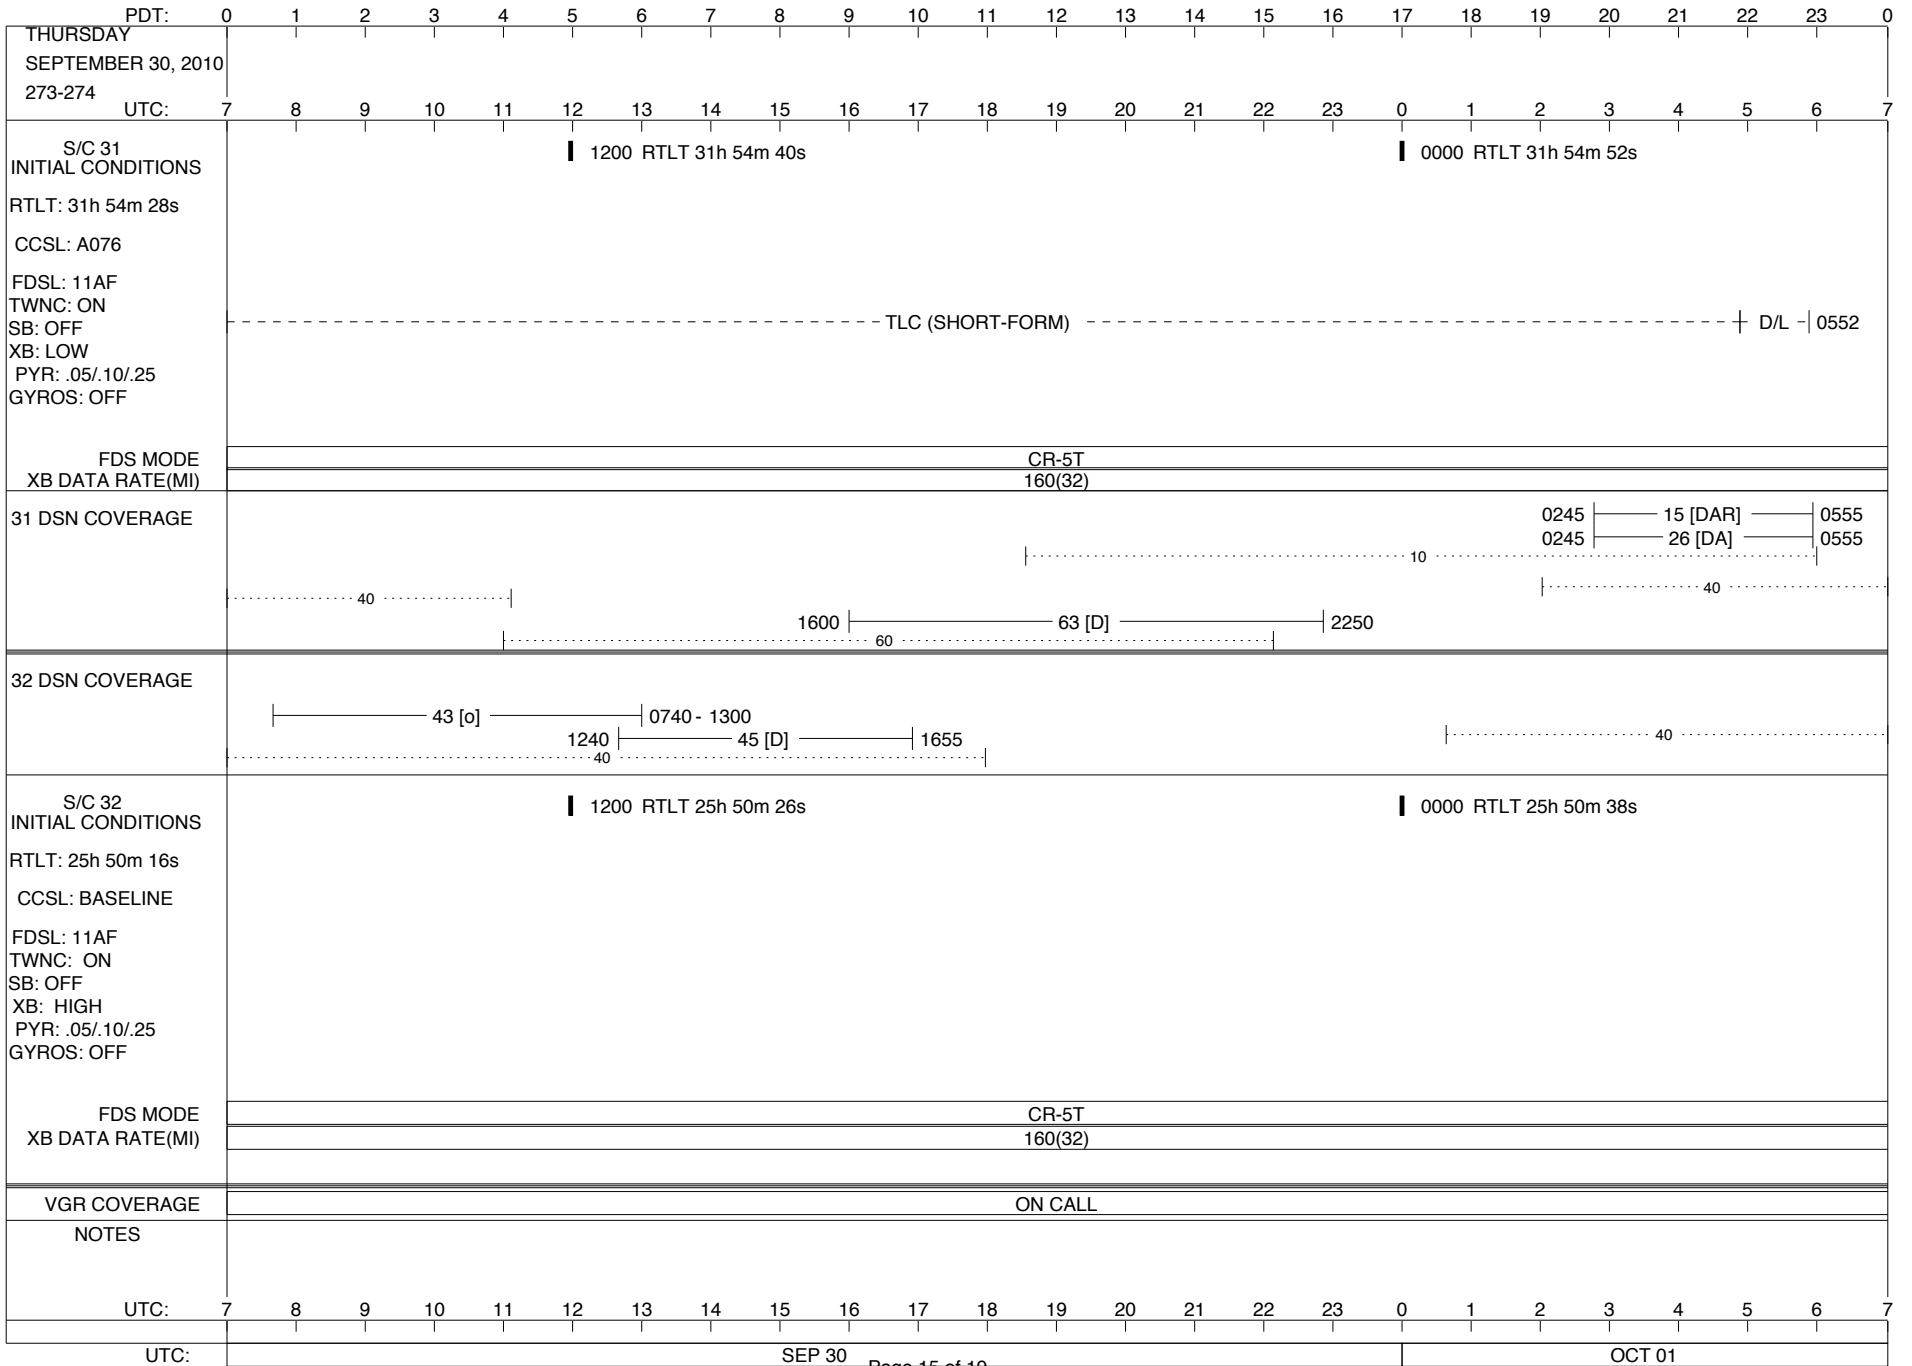 PDT: 0 1 2 3 4 5 6 7 8 9 10 11 12 13 14 15 16 17 18 19 20 21 22 23 0
THURSDAY
SEPTEMBER 30, 2010
273-274
UTC: 7 8 9 10 11 12 13 14 15 16 17 18 19 20 21 22 23 0 1 2 3 4 5 6 7
S/C 31
INITIAL CONDITIONS
1200 RTLT 31h 54m 40s
0000 RTLT 31h 54m 52s
RTLT: 31h 54m 28s
CCSL: A076
FDSL: 11AF
TWNC: ON
SB: OFF
XB: LOW
PYR: .05/.10/.25
GYROS: OFF
TLC (SHORT-FORM) D/L 0552
FDS MODE CR-5T
XB DATA RATE(MI) 160(32)
31 DSN COVERAGE
0245 15 [DAR] 0555
0245 26 [DA] 0555
10
40
40
1600 63 [D] 2250
60
32 DSN COVERAGE
43 [o] 0740 - 1300
1240 45 [D] 1655
40
40
S/C 32
INITIAL CONDITIONS
1200 RTLT 25h 50m 26s
0000 RTLT 25h 50m 38s
RTLT: 25h 50m 16s
CCSL: BASELINE
FDSL: 11AF
TWNC: ON
SB: OFF
XB: HIGH
PYR: .05/.10/.25
GYROS: OFF
FDS MODE CR-5T
XB DATA RATE(MI) 160(32)
VGR COVERAGE ON CALL
NOTES
UTC: 7 8 9 10 11 12 13 14 15 16 17 18 19 20 21 22 23 0 1 2 3 4 5 6 7
UTC: SEP 30 OCT 01
Page 15 of 19